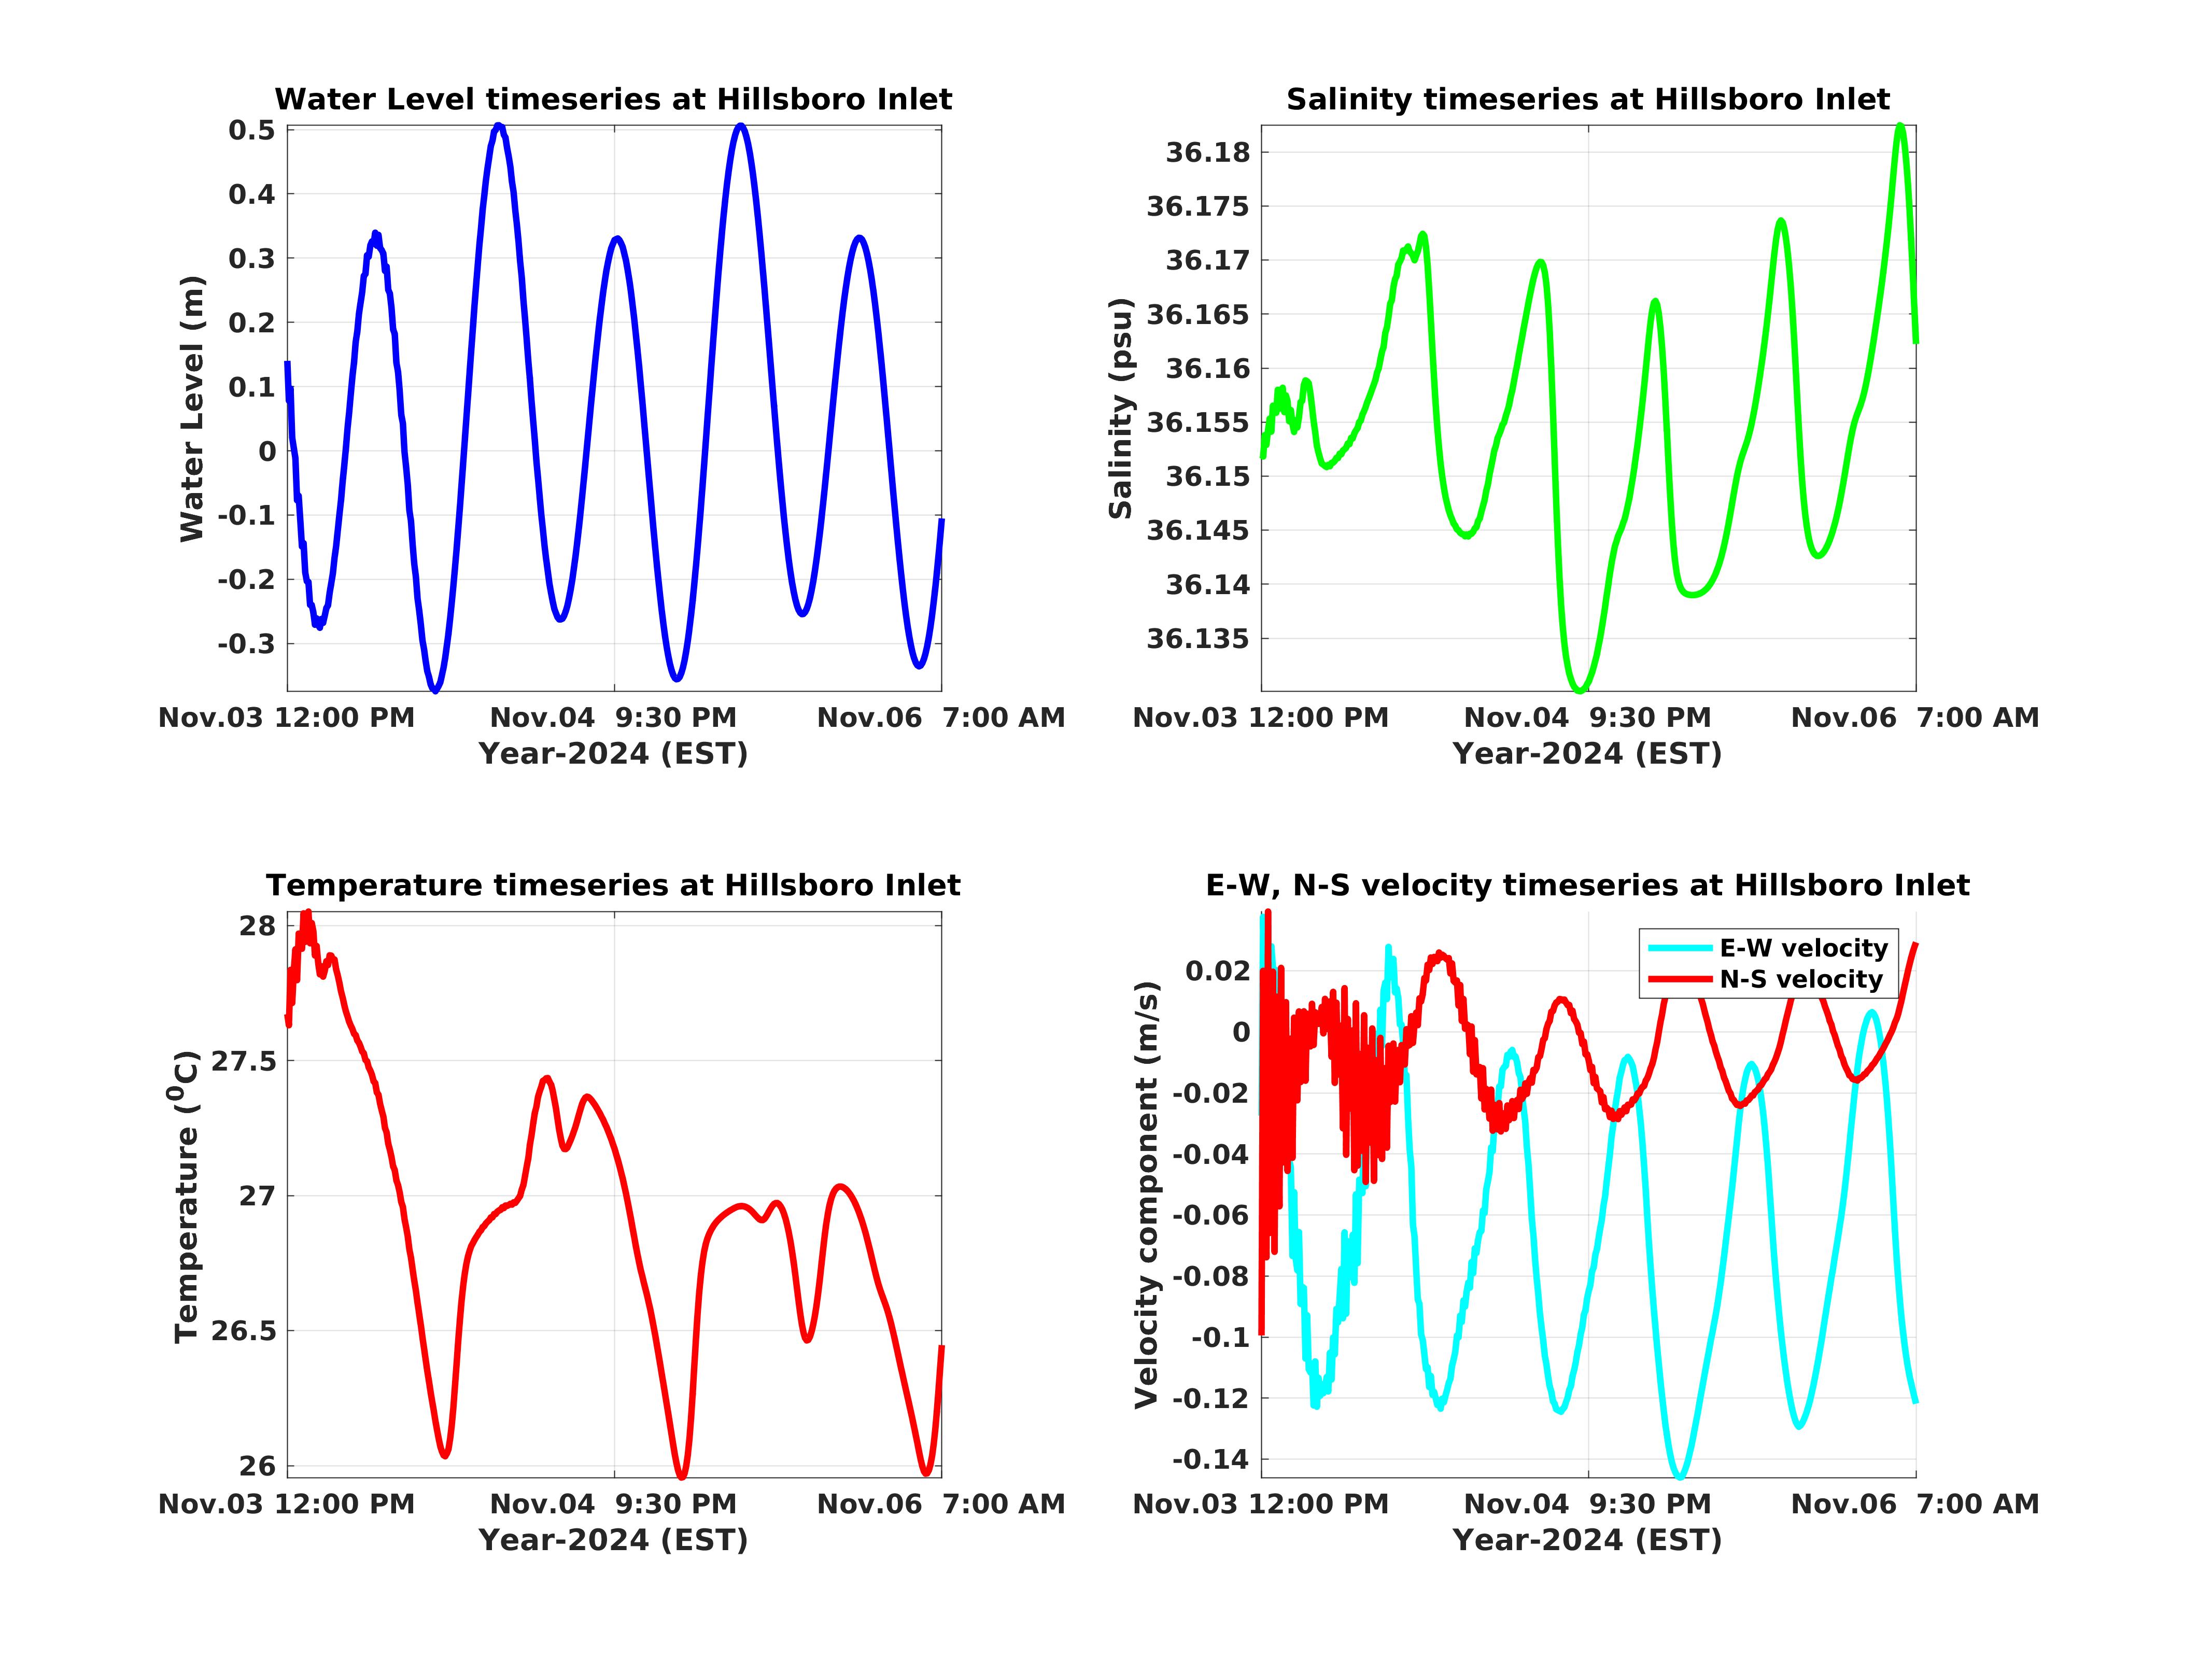 Water Level timeseries at Hillsboro Inlet
0.5
0.4
0.3
0.2
0.1
0
-0.1
-0.2
-0.3
Water Level (m)
Nov.03 12:00 PM Nov.04 9:30 PM Nov.06 7:00 AM
Year-2024 (EST)
Salinity timeseries at Hillsboro Inlet
36.18
36.175
36.17
36.165
36.16
36.155
36.15
36.145
36.14
36.135
Salinity (psu)
Nov.03 12:00 PM Nov.04 9:30 PM Nov.06 7:00 AM
Year-2024 (EST)
Temperature timeseries at Hillsboro Inlet
28
27.5
27
26.5
26
Temperature (⁰C)
Nov.03 12:00 PM Nov.04 9:30 PM Nov.06 7:00 AM
Year-2024 (EST)
E-W, N-S velocity timeseries at Hillsboro Inlet
E-W velocity
N-S velocity
0.02
0
-0.02
-0.04
-0.06
-0.08
-0.1
-0.12
-0.14
Velocity component (m/s)
Nov.03 12:00 PM Nov.04 9:30 PM Nov.06 7:00 AM
Year-2024 (EST)